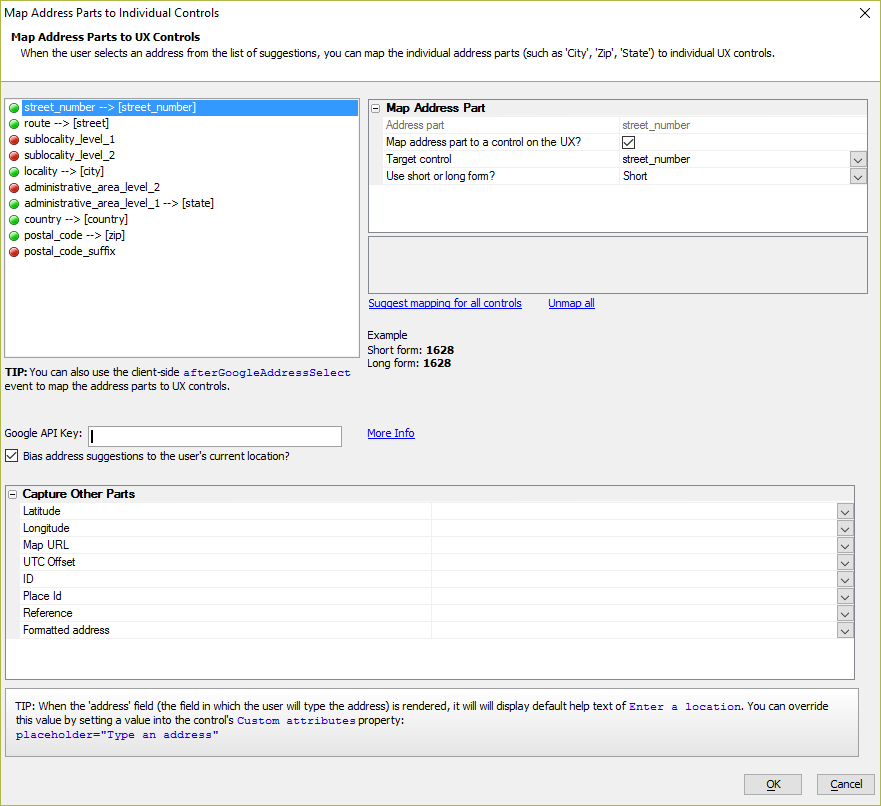 Map Address Parts to Individual Controls
Map Address Parts to UX Controls
When the user selects an address from the list of suggestions, you can map the individual address parts (such as 'City', 'Zip', 'State') to individual UX controls.
street_number --> [street_number]
route --> [street]
sublocality_level_1
sublocality_level_2
locality --> [city]
administrative_area_level_2
administrative_area_level_1 --> [state]
country --> [country]
postal_code --> [zip]
postal_code_suffix
Map Address Part
Address part street_number
Map address part to a control on the UX?
Target control street_number
Use short or long form? Short
Suggest mapping for all controls Unmap all
Example
Short form: 1628
Long form: 1628
TIP: You can also use the client-side afterGoogleAddressSelect
event to map the address parts to UX controls.
Google API Key: More Info
Bias address suggestions to the user's current location?
Capture Other Parts
Latitude
Longitude
Map URL
UTC Offset
ID
Place Id
Reference
Formatted address
TIP: When the 'address' field (the field in which the user will type the address) is rendered, it will will display default help text of Enter a location. You can override
this value by setting a value into the control's Custom attributes property:
placeholder="Type an address"
OK Cancel